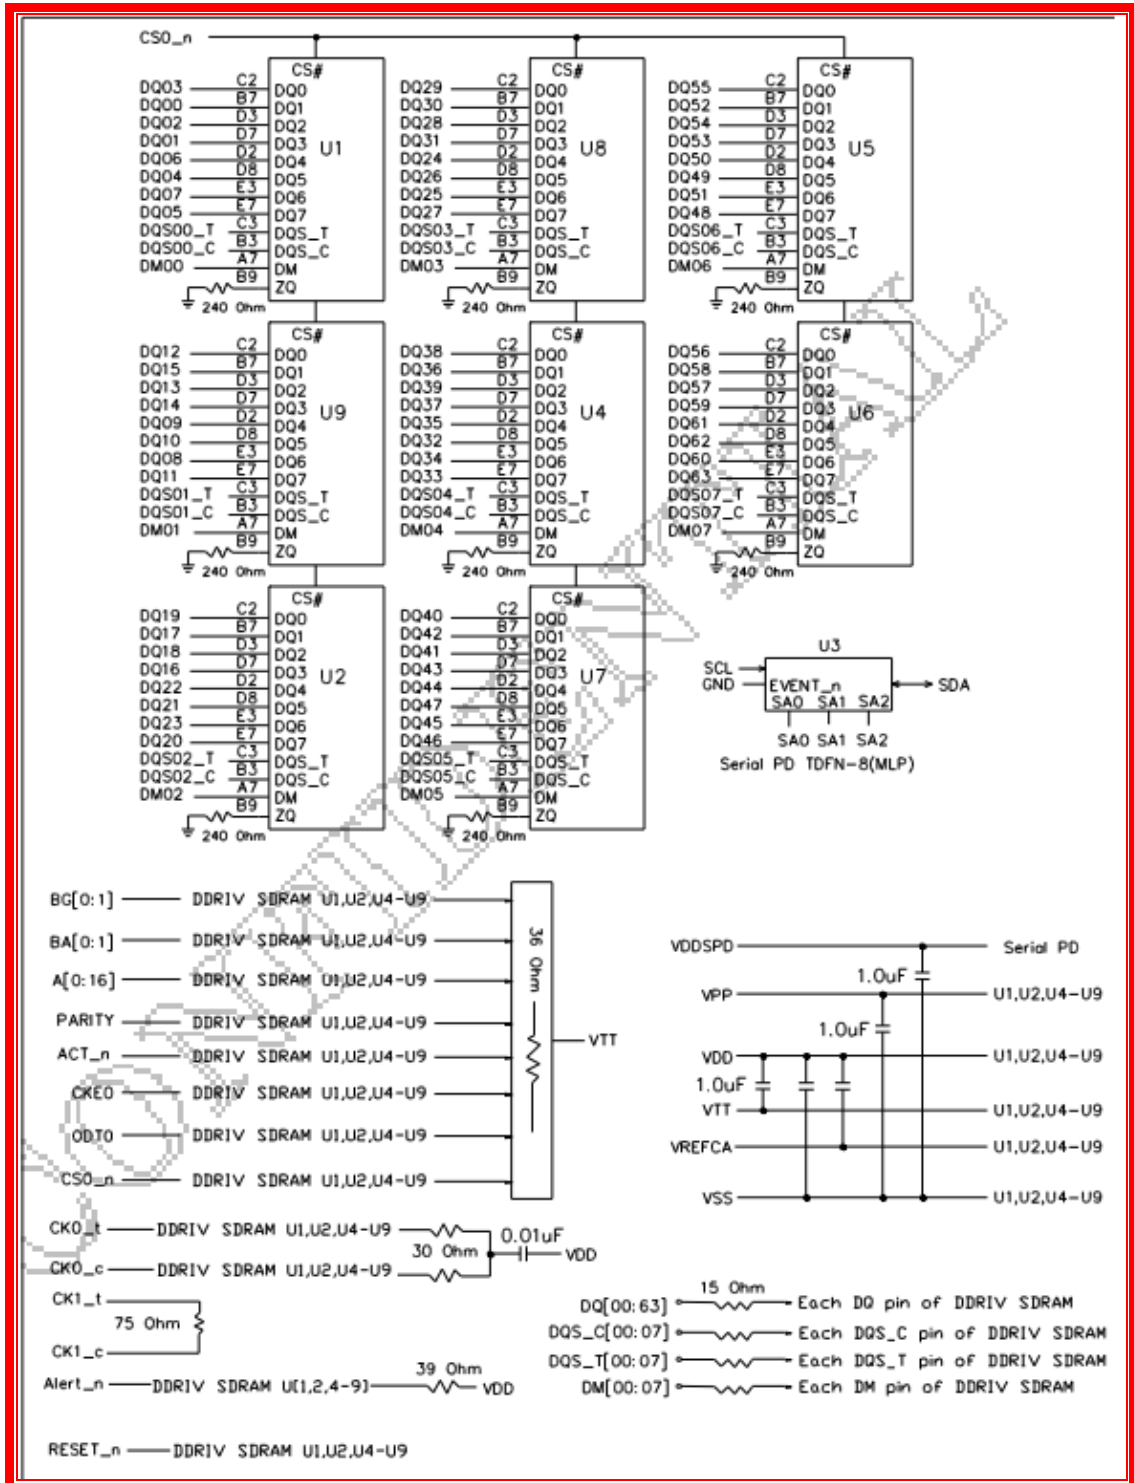 CS0_n
CS#
DQ03 C2 DQ0
DQ00 B7 DQ1
DQ02 D3 DQ2
DQ01 D7 DQ3
DQ06 D2 DQ4
DQ04 D8 DQ5
DQ07 E3 DQ6
DQ05 E7 DQ7
DQS00_T C3 DQS_T
DQS00_C B3 DQS_C
DM00 A7 DM
B9 ZQ
240 Ohm
U1
CS#
DQ29 C2 DQ0
DQ30 B7 DQ1
DQ28 D3 DQ2
DQ31 D7 DQ3
DQ24 D2 DQ4
DQ26 D8 DQ5
DQ25 E3 DQ6
DQ27 E7 DQ7
DQS03_T C3 DQS_T
DQS03_C B3 DQS_C
DM03 A7 DM
B9 ZQ
240 Ohm
U8
CS#
DQ55 C2 DQ0
DQ52 B7 DQ1
DQ54 D3 DQ2
DQ53 D7 DQ3
DQ50 D2 DQ4
DQ49 D8 DQ5
DQ51 E3 DQ6
DQ48 E7 DQ7
DQS06_T C3 DQS_T
DQS06_C B3 DQS_C
DM06 A7 DM
B9 ZQ
240 Ohm
U5
CS#
DQ12 C2 DQ0
DQ15 B7 DQ1
DQ13 D3 DQ2
DQ14 D7 DQ3
DQ09 D2 DQ4
DQ10 D8 DQ5
DQ08 E3 DQ6
DQ11 E7 DQ7
DQS01_T C3 DQS_T
DQS01_C B3 DQS_C
DM01 A7 DM
B9 ZQ
240 Ohm
U9
CS#
DQ38 C2 DQ0
DQ36 B7 DQ1
DQ39 D3 DQ2
DQ37 D7 DQ3
DQ35 D2 DQ4
DQ32 D8 DQ5
DQ34 E3 DQ6
DQ33 E7 DQ7
DQS04_T C3 DQS_T
DQS04_C B3 DQS_C
DM04 A7 DM
B9 ZQ
240 Ohm
U4
CS#
DQ56 C2 DQ0
DQ58 B7 DQ1
DQ57 D3 DQ2
DQ59 D7 DQ3
DQ61 D2 DQ4
DQ62 D8 DQ5
DQ60 E3 DQ6
DQ63 E7 DQ7
DQS07_T C3 DQS_T
DQS07_C B3 DQS_C
DM07 A7 DM
B9 ZQ
240 Ohm
U6
CS#
DQ19 C2 DQ0
DQ17 B7 DQ1
DQ18 D3 DQ2
DQ16 D7 DQ3
DQ22 D2 DQ4
DQ21 D8 DQ5
DQ23 E3 DQ6
DQ20 E7 DQ7
DQS02_T C3 DQS_T
DQS02_C B3 DQS_C
DM02 A7 DM
B9 ZQ
240 Ohm
U2
CS#
DQ40 C2 DQ0
DQ42 B7 DQ1
DQ41 D3 DQ2
DQ43 D7 DQ3
DQ44 D2 DQ4
DQ47 D8 DQ5
DQ45 E3 DQ6
DQ46 E7 DQ7
DQS05_T C3 DQS_T
DQS05_C B3 DQS_C
DM05 A7 DM
B9 ZQ
240 Ohm
U7
U3
SCL
GND EVENT_n SDA
SA0 SA1 SA2
SA0 SA1 SA2
Serial PD TDFN-8(MLP)
BG[0:1] DDRIV SDRAM U1,U2,U4-U9
BA[0:1] DDRIV SDRAM U1,U2,U4-U9
A[0:16] DDRIV SDRAM U1,U2,U4-U9
PARITY DDRIV SDRAM U1,U2,U4-U9
ACT_n DDRIV SDRAM U1,U2,U4-U9
CKE0 DDRIV SDRAM U1,U2,U4-U9
ODT0 DDRIV SDRAM U1,U2,U4-U9
CS0_n DDRIV SDRAM U1,U2,U4-U9
36 Ohm
VTT
CK0_t DDRIV SDRAM U1,U2,U4-U9
30 Ohm 0.01uF VDD
CK0_c DDRIV SDRAM U1,U2,U4-U9
CK1_t
75 Ohm
CK1_c
Alert_n DDRIV SDRAM U[1,2,4-9] 39 Ohm VDD
RESET_n DDRIV SDRAM U1,U2,U4-U9
VDDSPD Serial PD
1.0uF
VPP U1,U2,U4-U9
1.0uF
VDD U1,U2,U4-U9
1.0uF
VTT U1,U2,U4-U9
VREFCA U1,U2,U4-U9
VSS U1,U2,U4-U9
15 Ohm
DQ[00:63] Each DQ pin of DDRIV SDRAM
DQS_C[00:07] Each DQS_C pin of DDRIV SDRAM
DQS_T[00:07] Each DQS_T pin of DDRIV SDRAM
DM[00:07] Each DM pin of DDRIV SDRAM
CONFIDENTIAL